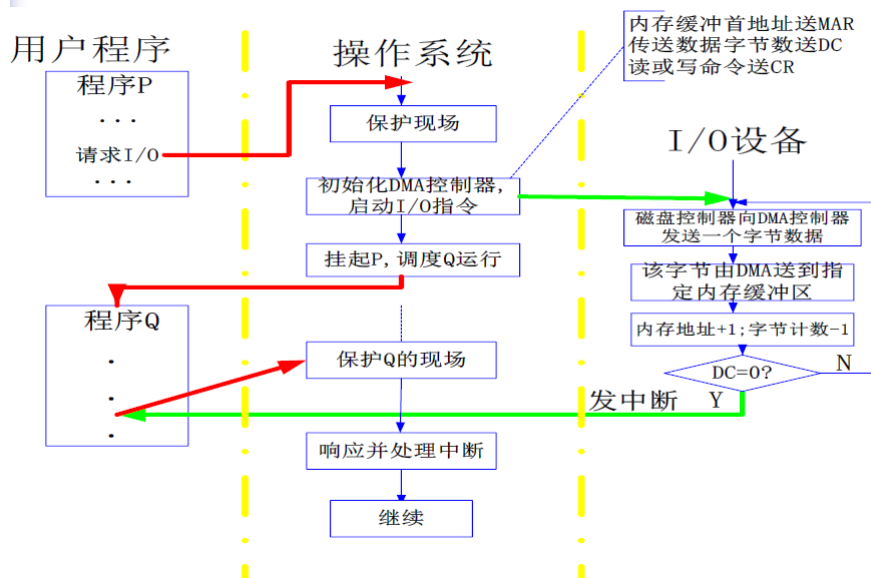 内存缓冲首地址送MAR
传送数据字节数送DC
读或写命令送CR
用户程序
操作系统
I/O设备
程序P
...
请求I/O
...
保护现场
初始化DMA控制器,
启动I/O指令
挂起P,调度Q运行
程序Q
.
.
.
保护Q的现场
响应并处理中断
继续
磁盘控制器向DMA控制器
发送一个字节数据
该字节由DMA送到指
定内存缓冲区
内存地址+1;字节计数-1
DC=0?
N
Y
发中断